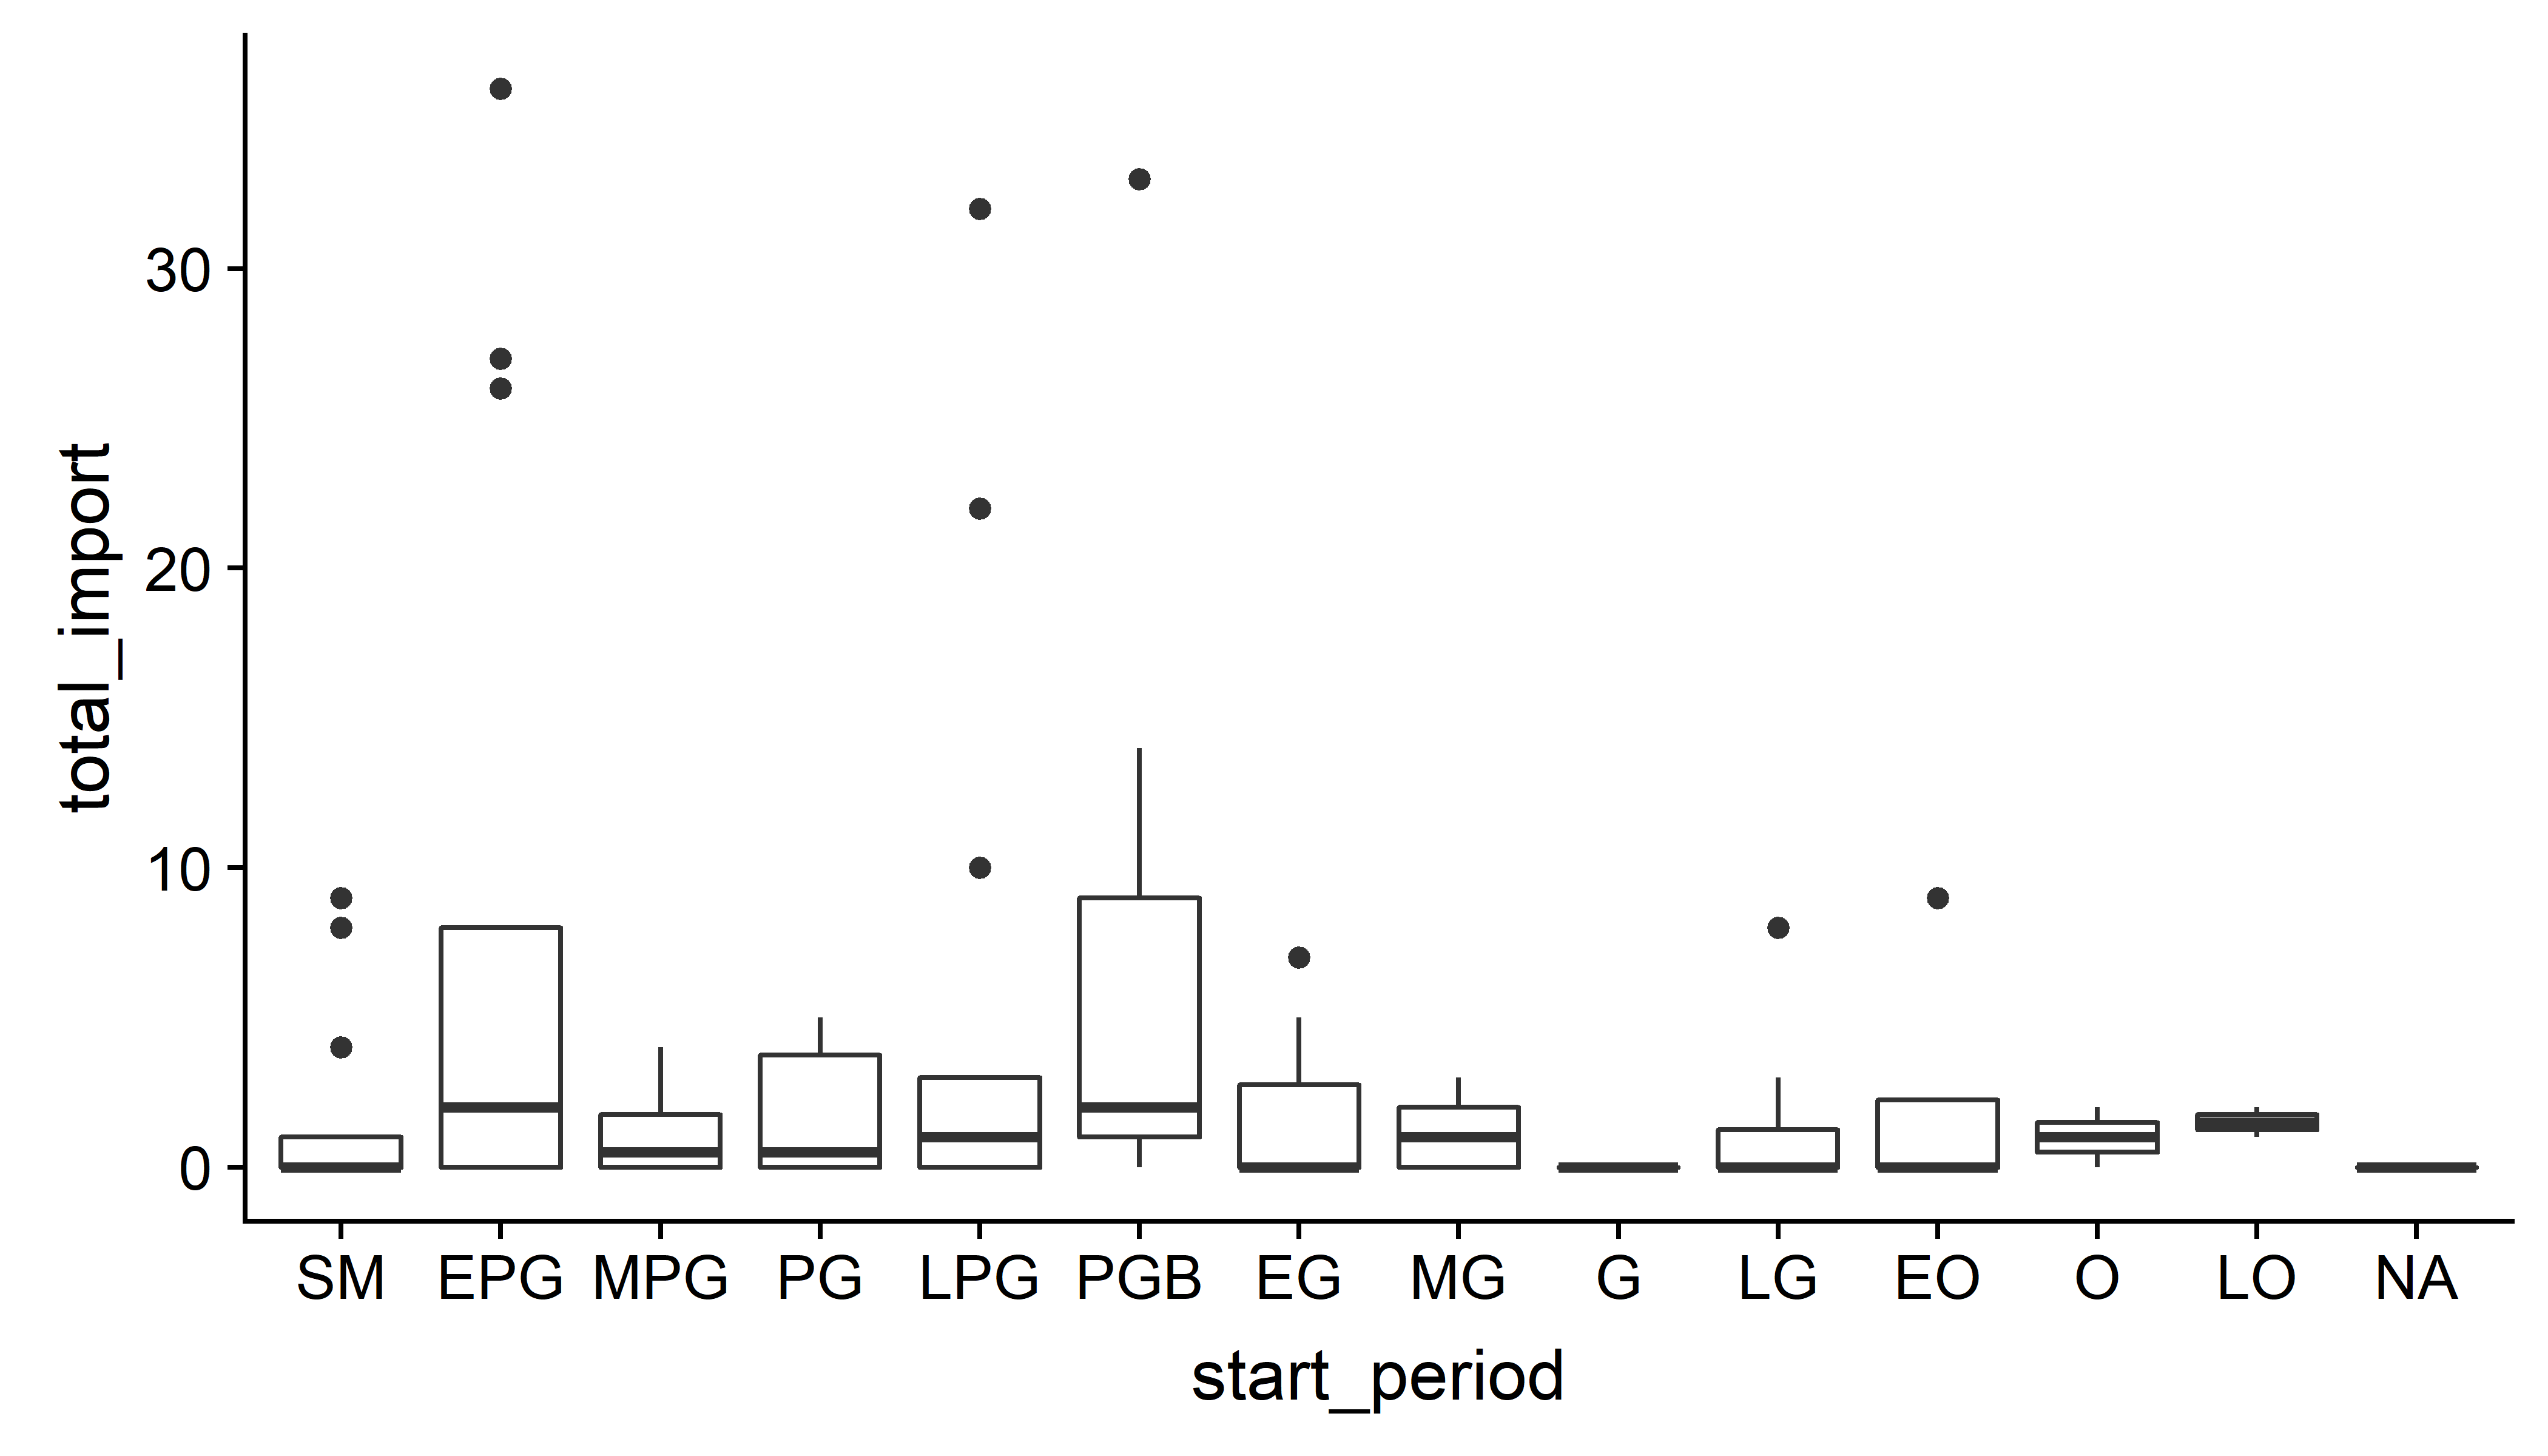 total_import
30
20
10
0
SM EPG MPG PG LPG PGB EG MG G LG EO O LO NA
start_period